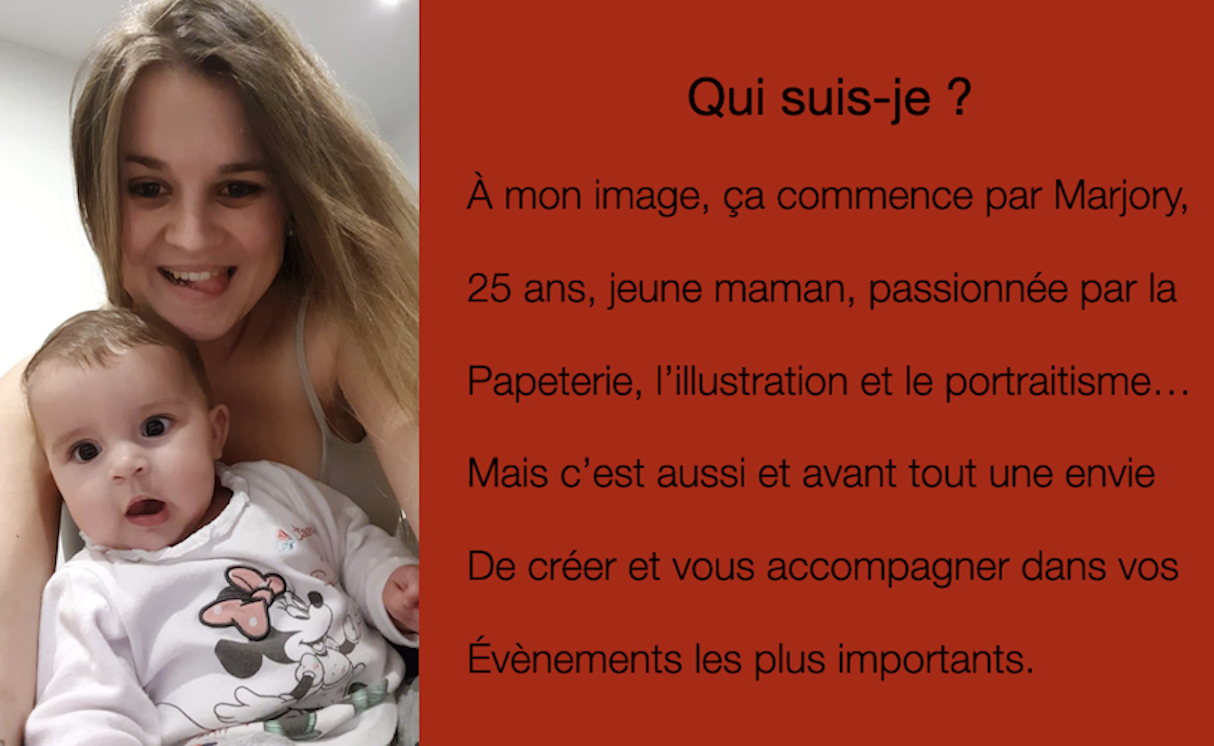 Qui suis-je ?
À mon image, ça commence par Marjory,
25 ans, jeune maman, passionnée par la
Papeterie, l’illustration et le portraitisme…
Mais c’est aussi et avant tout une envie
De créer et vous accompagner dans vos
Évènements les plus importants.